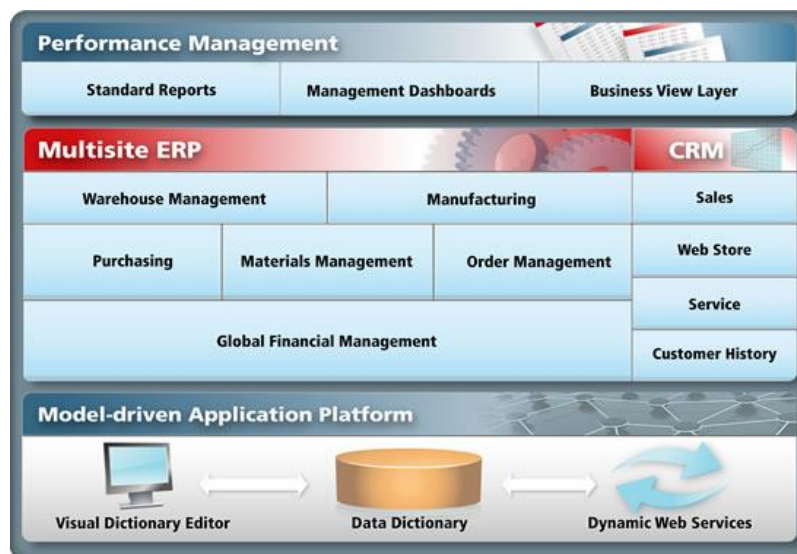 Performance Management
Standard Reports
Management Dashboards
Business View Layer
Multisite ERP
CRM
Warehouse Management
Manufacturing
Sales
Purchasing
Materials Management
Order Management
Web Store
Service
Global Financial Management
Customer History
Model-driven Application Platform
Visual Dictionary Editor
Data Dictionary
Dynamic Web Services